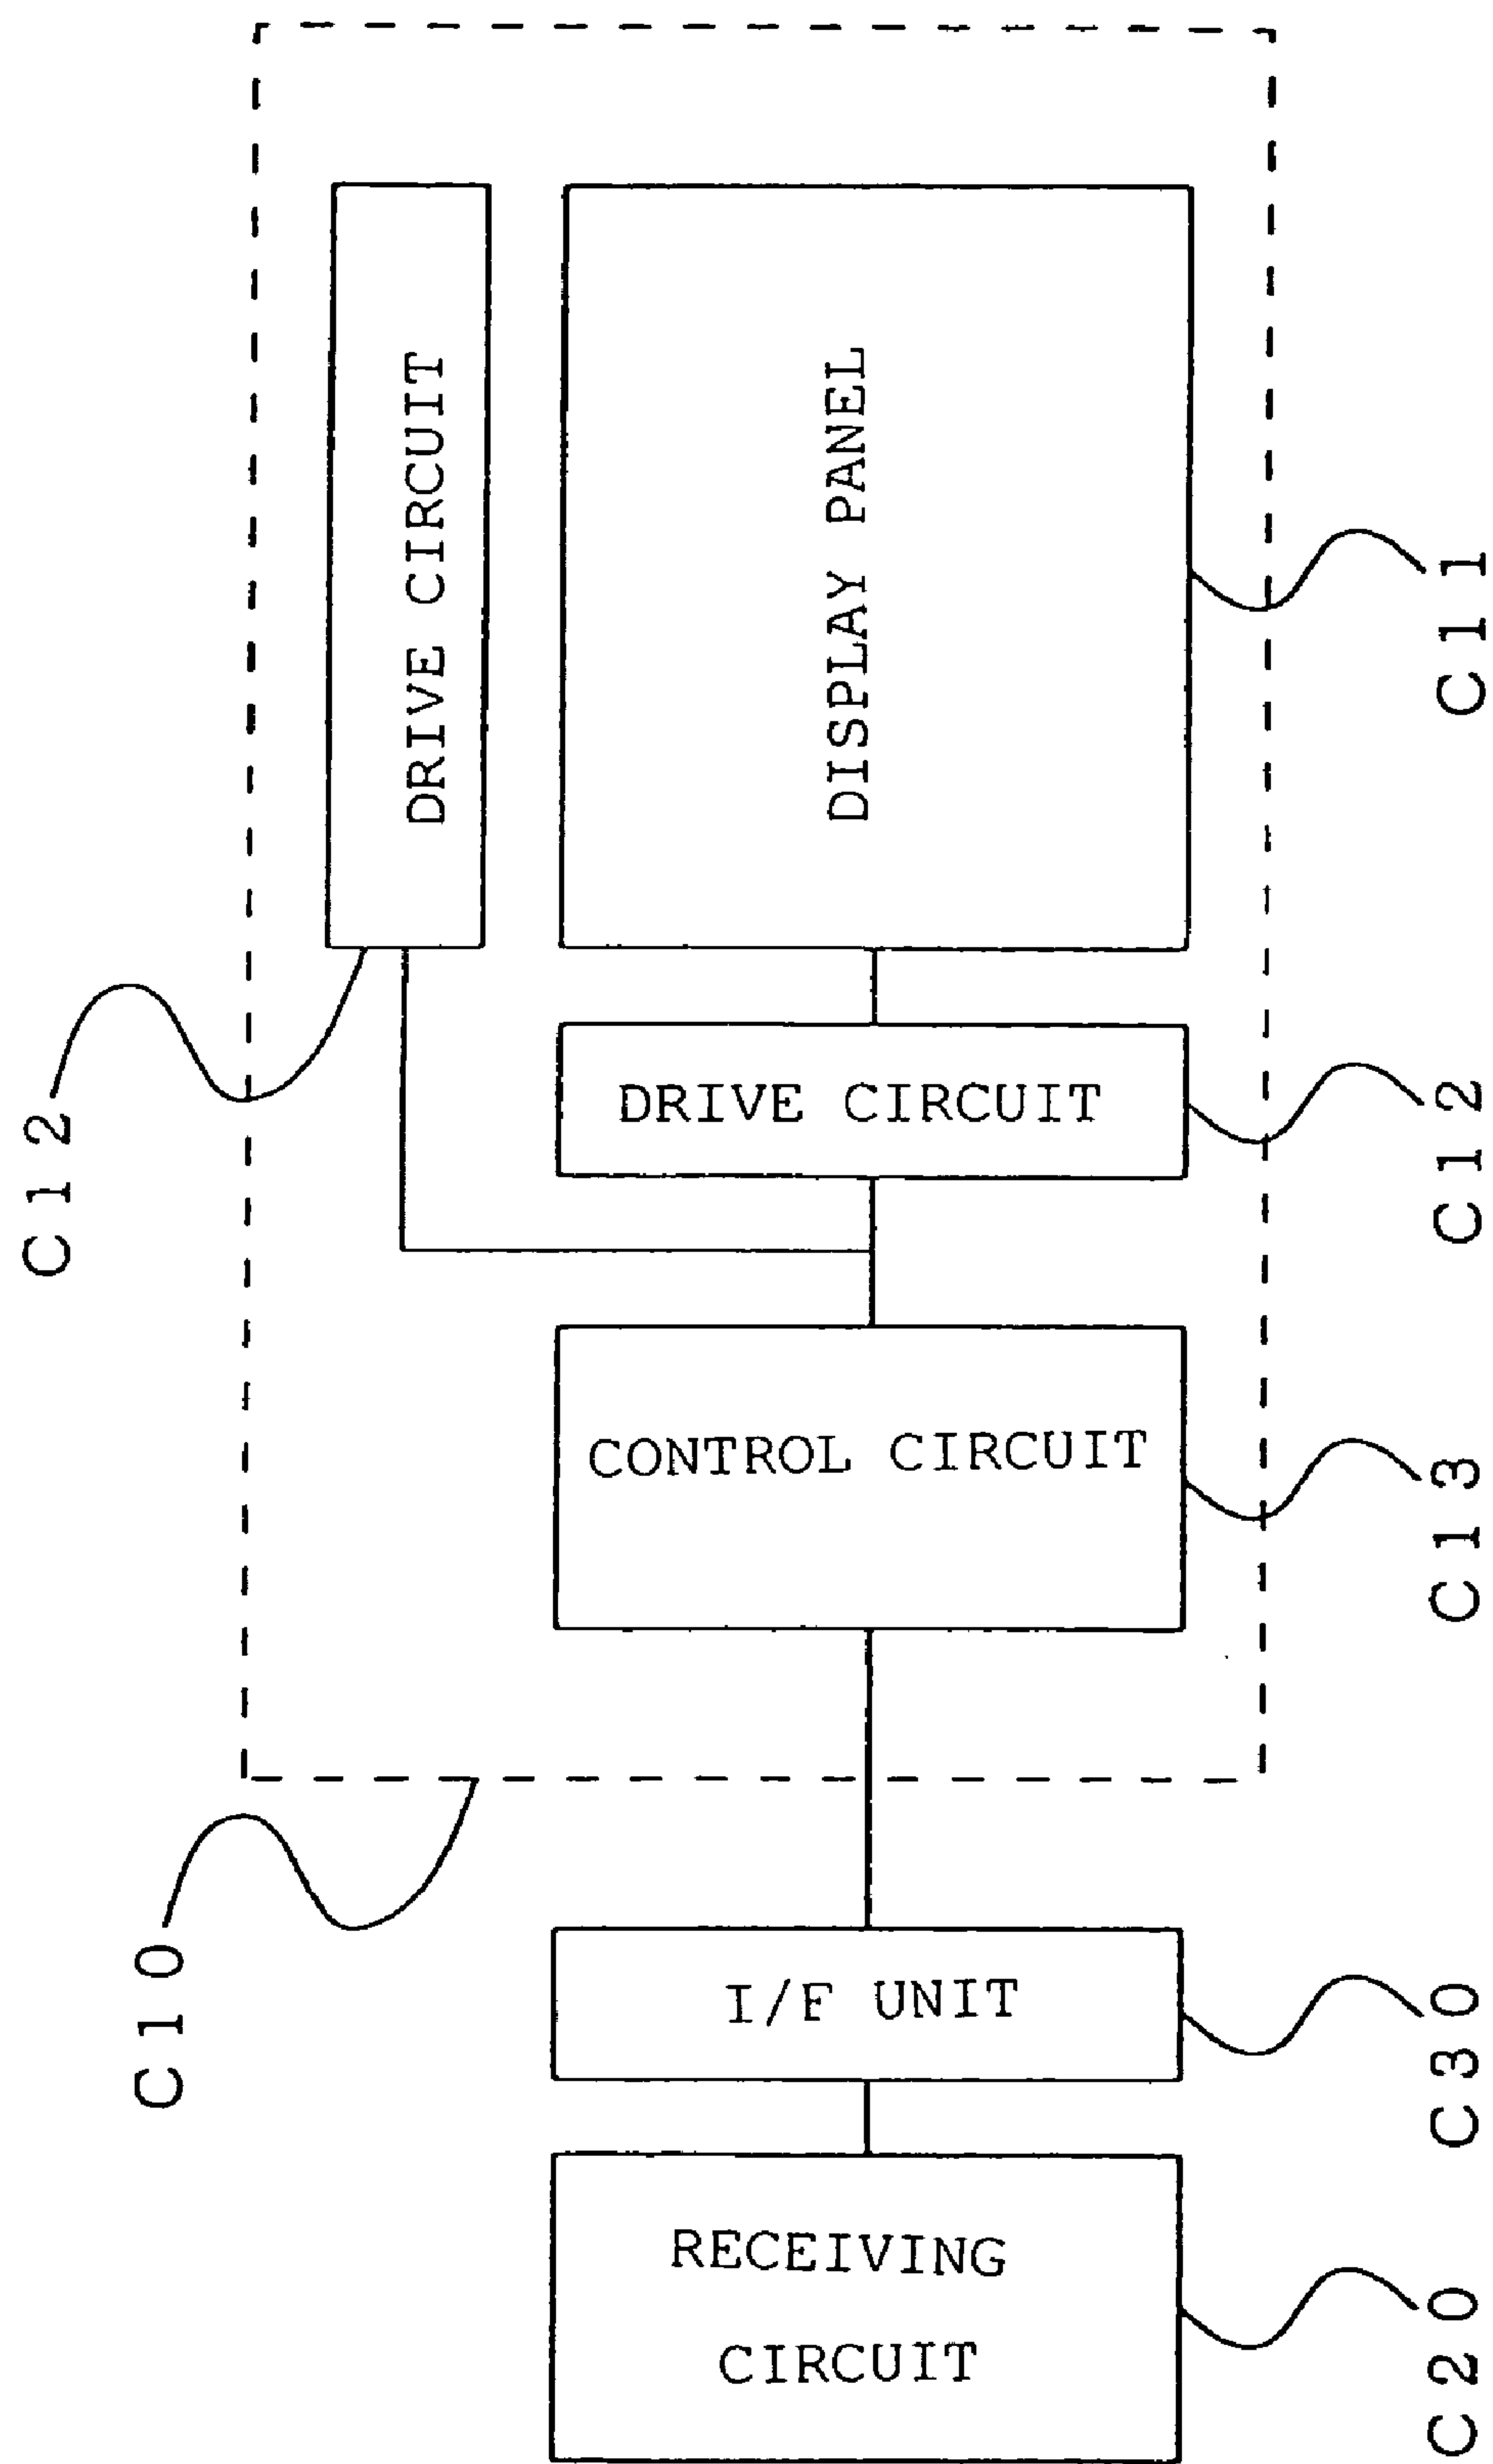 C12
DRIVE CIRCUIT
DISPLAY PANEL
C11
DRIVE CIRCUIT
C12
CONTROL CIRCUIT
C13
C10
I/F UNIT
C30
RECEIVING
CIRCUIT
C20